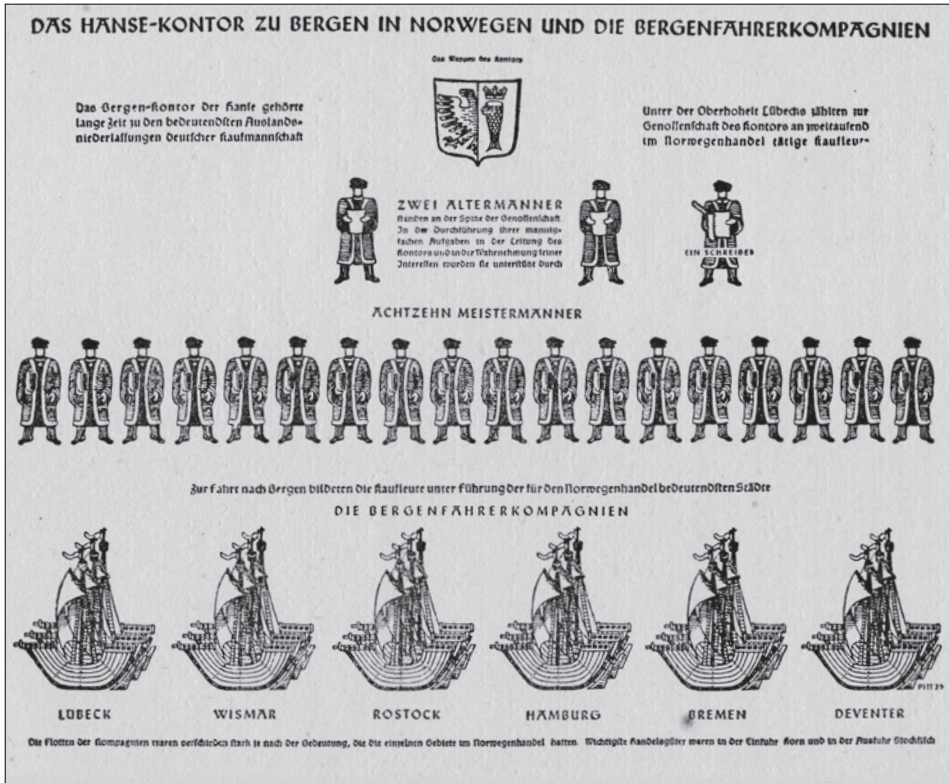 DAS HANSE-KONTOR ZU BERGEN IN NORWEGEN UND DIE BERGENFAHRERKOMPAGNIEN
Das Wappen des Kontors
Das Bergen-Kontor der Hanse gehörte
lange Zeit zu den bedeutendsten Auslands-
niederlassungen deutscher Kaufmannschaft
Unter der Oberhoheit Lübecks zählten zur
Genossenschaft des Kontors an zweitausend
im Norwegenhandel tätige Kaufleute
ZWEI ALTERMANNER
standen an der Spitze der Genossenschaft.
In der Durchführung ihrer mannig-
fachen Aufgaben in der Leitung des
Kontors und in der Wahrnehmung seiner
Interessen wurden sie unterstützt durch
EIN SCHREIBER
ACHTZEHN MEISTERMANNER
Zur Fahrt nach Bergen bildeten die Kaufleute unter Führung der für den Norwegenhandel bedeutendsten Städte
DIE BERGENFAHRERKOMPAGNIEN
LÜBECK
WISMAR
ROSTOCK
HAMBURG
BREMEN
DEVENTER
Die Flotten der Kompagnien waren verschieden stark je nach der Bedeutung, die die einzelnen Gebiete im Norwegenhandel hatten. Wichtigste Handelsgüter waren in der Einfuhr Korn und in der Ausfuhr Stockfisch